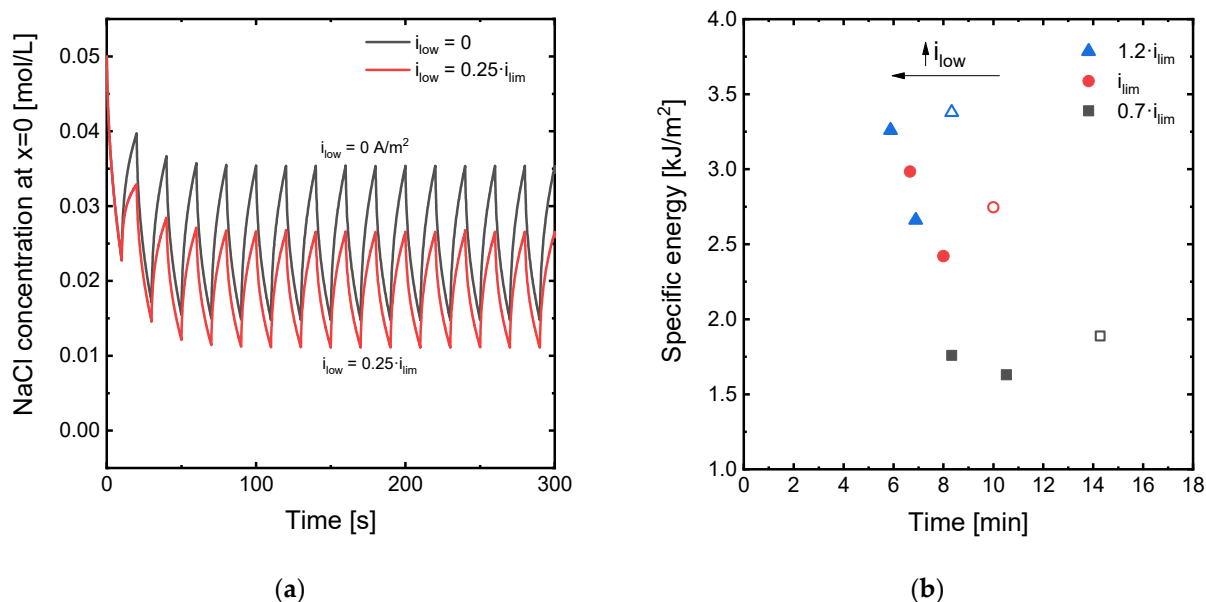 NaCl concentration at x=0 [mol/L]
0.05
0.04
0.03
0.02
0.01
0.00
i_low = 0
i_low = 0.25·i_lim
i_low = 0 A/m²
i_low = 0.25·i_lim
0 100 200 300
Time [s]
(a)
Specific energy [kJ/m²]
4.0
3.5
3.0
2.5
2.0
1.5
1.0
i_low
1.2·i_lim
i_lim
0.7·i_lim
0 2 4 6 8 10 12 14 16 18
Time [min]
(b)